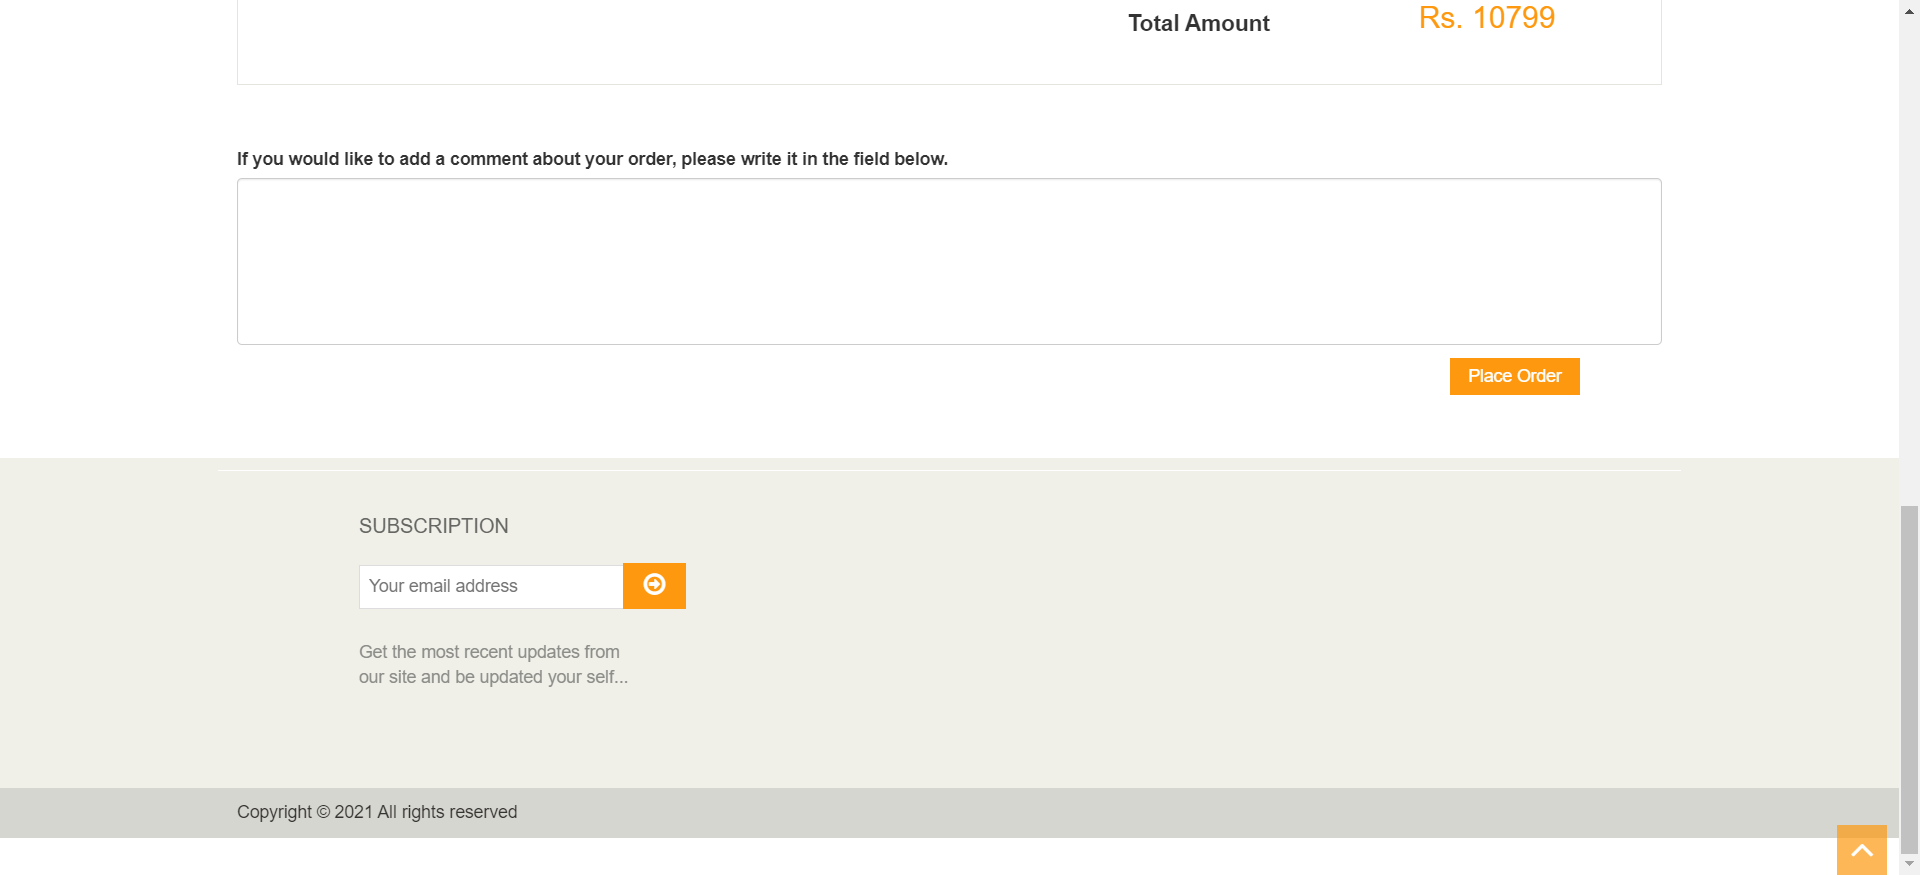 Total Amount Rs. 10799
If you would like to add a comment about your order, please write it in the field below.
Place Order
SUBSCRIPTION
Your email address
Get the most recent updates from
our site and be updated your self...
Copyright © 2021 All rights reserved